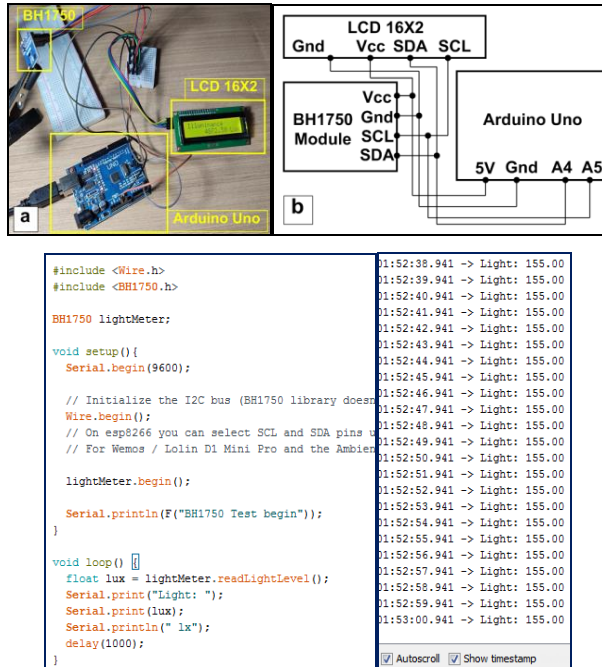 BH1750
LCD 16X2
Arduino Uno
a
LCD 16X2
Gnd Vcc SDA SCL
BH1750
Module
Vcc
Gnd
SCL
SDA
Arduino Uno
5V Gnd A4 A5
b
#include <Wire.h>
#include <BH1750.h>
BH1750 lightMeter;
void setup(){
Serial.begin(9600);
// Initialize the I2C bus (BH1750 library doesn
Wire.begin();
// On esp8266 you can select SCL and SDA pins u
// For Wemos / Lolin D1 Mini Pro and the Ambien
lightMeter.begin();
Serial.println(F("BH1750 Test begin"));
}
void loop() {
float lux = lightMeter.readLightLevel();
Serial.print("Light: ");
Serial.print(lux);
Serial.println(" lx");
delay(1000);
}
01:52:38.941 -> Light: 155.00
01:52:39.941 -> Light: 155.00
01:52:40.941 -> Light: 155.00
01:52:41.941 -> Light: 155.00
01:52:42.941 -> Light: 155.00
01:52:43.941 -> Light: 155.00
01:52:44.941 -> Light: 155.00
01:52:45.941 -> Light: 155.00
01:52:46.941 -> Light: 155.00
01:52:47.941 -> Light: 155.00
01:52:48.941 -> Light: 155.00
01:52:49.941 -> Light: 155.00
01:52:50.941 -> Light: 155.00
01:52:51.941 -> Light: 155.00
01:52:52.941 -> Light: 155.00
01:52:53.941 -> Light: 155.00
01:52:54.941 -> Light: 155.00
01:52:55.941 -> Light: 155.00
01:52:56.941 -> Light: 155.00
01:52:57.941 -> Light: 155.00
01:52:58.941 -> Light: 155.00
01:52:59.941 -> Light: 155.00
01:53:00.941 -> Light: 155.00
Autoscroll Show timestamp